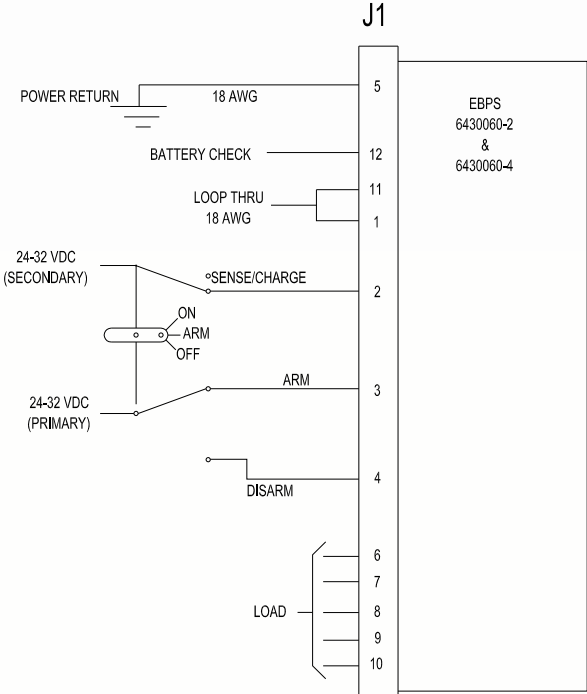 J1
POWER RETURN
18 AWG
5
EBPS
6430060-2
&
6430060-4
BATTERY CHECK
12
LOOP THRU
18 AWG
11
1
24-32 VDC
(SECONDARY)
SENSE/CHARGE
2
ON
ARM
OFF
24-32 VDC
(PRIMARY)
ARM
3
DISARM
4
LOAD
6
7
8
9
10